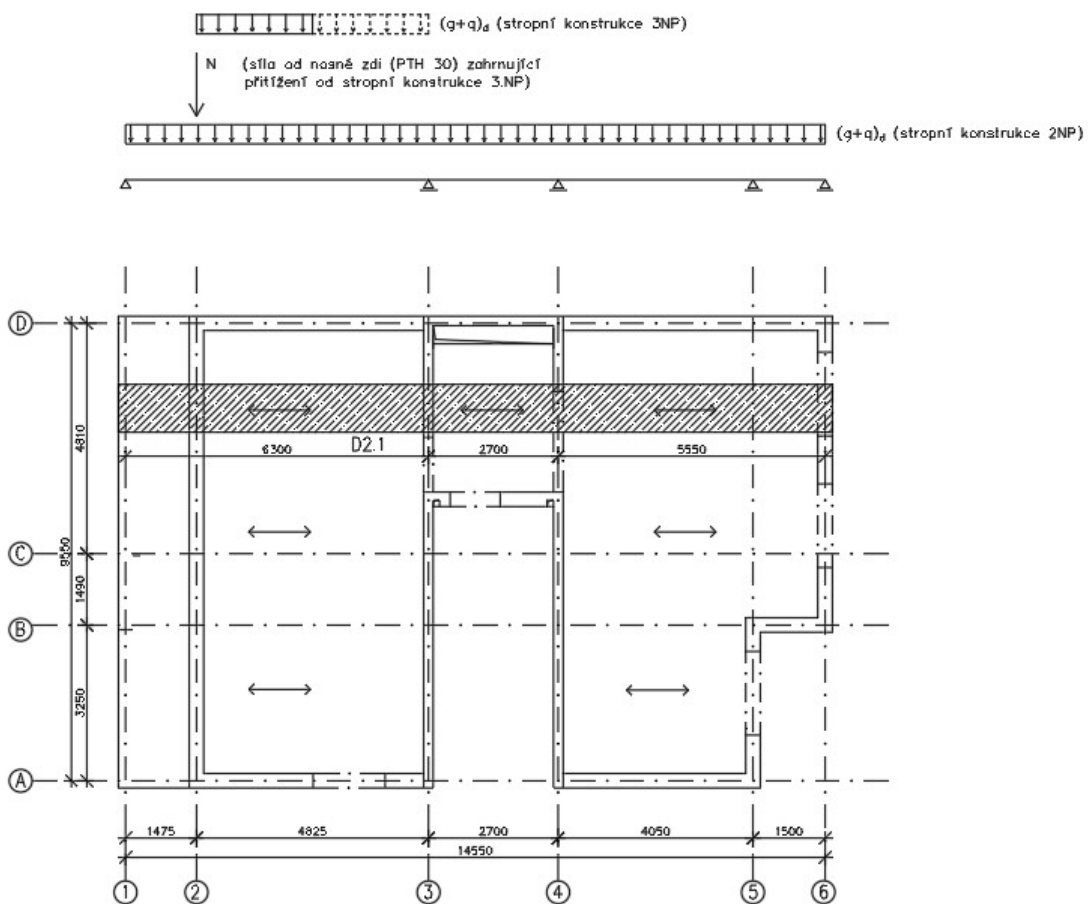 (g+q)d (stropní konstrukce 3NP)
N (síla od nosné zdi (PTH 30) zahrnující
přitížení od stropní konstrukce 3.NP)
(g+q)d (stropní konstrukce 2NP)
D
4810
D2.1
6300
2700
5550
C
9550
1490
B
3250
A
1475
4825
2700
4050
1500
14550
1
2
3
4
5
6